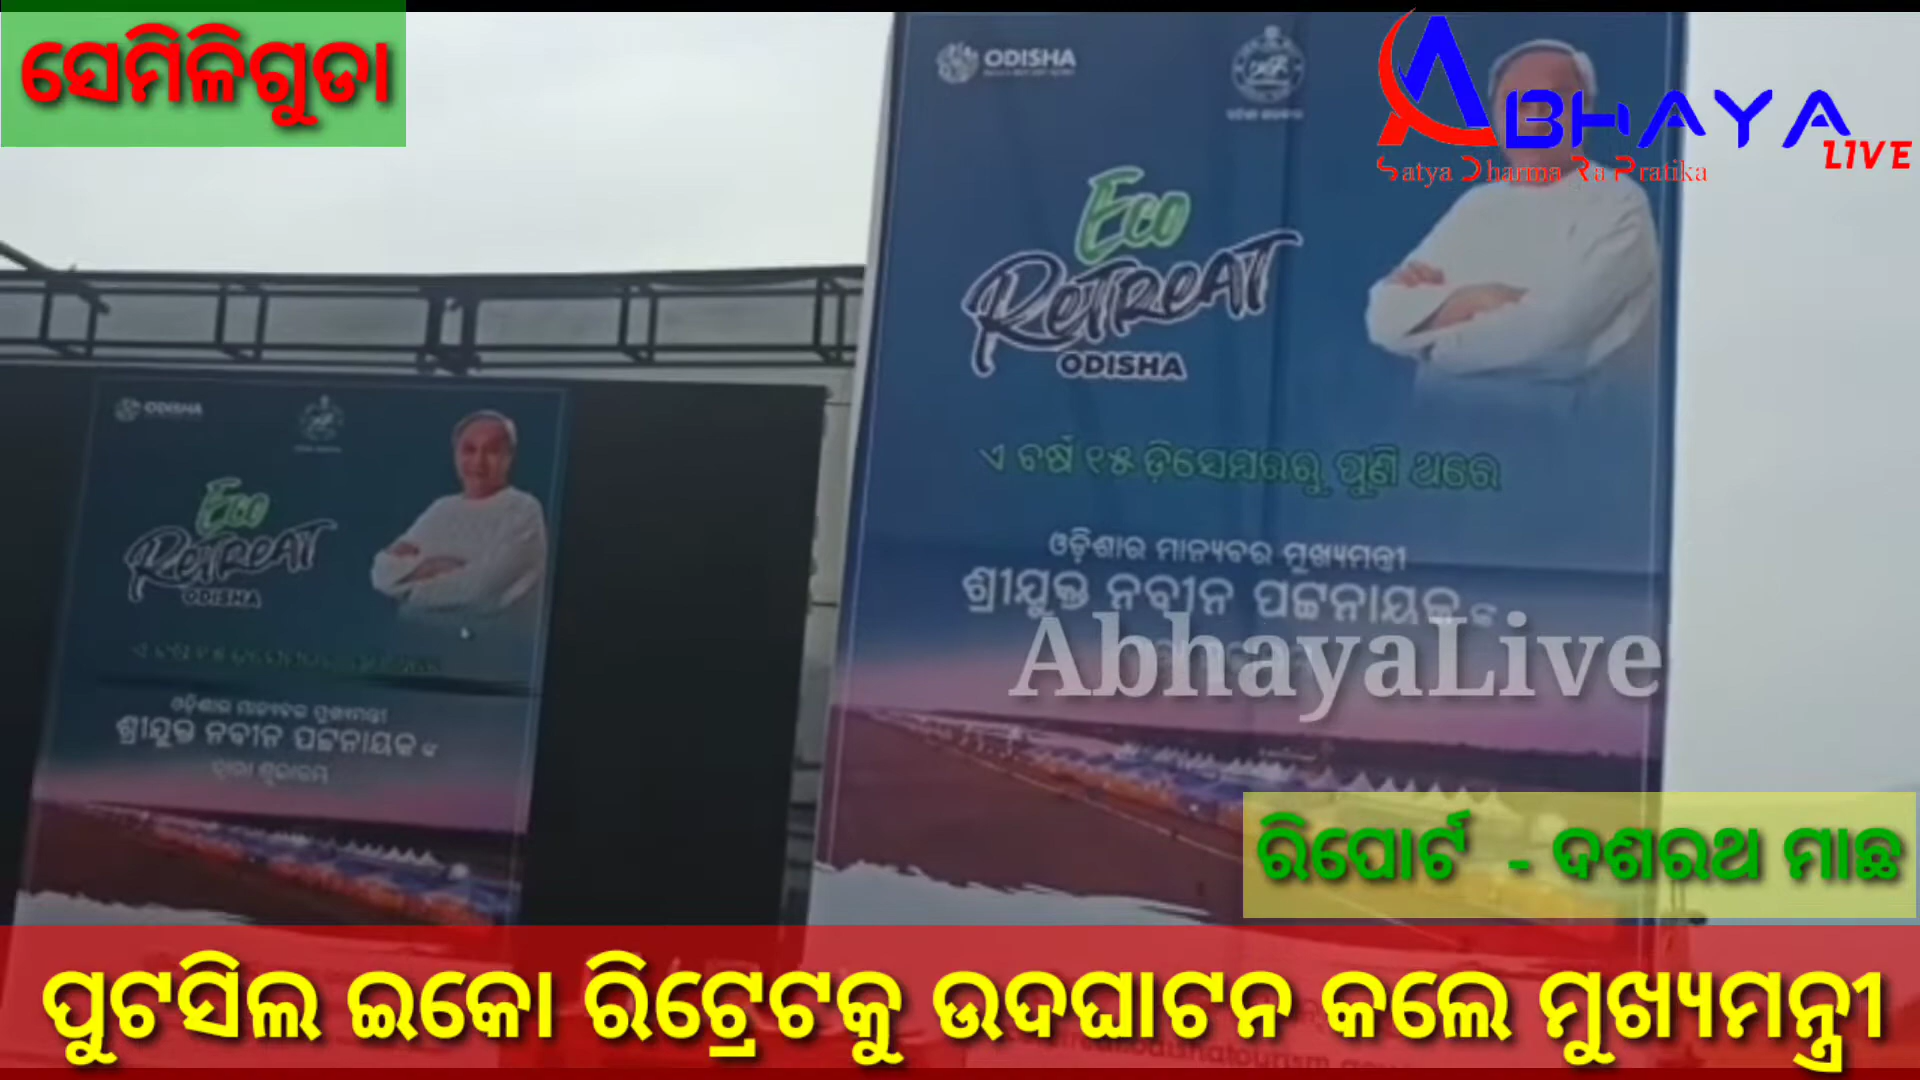 ସେମିଳିଗୁଡା
ABHAYA
LIVE
Satya Dharma Ra Pratika
ODISHA
Eco
Retreat
ODISHA
ଏ ବର୍ଷ ୧୫ ଡ଼ିସେମ୍ବରରୁ ପୁଣି ଥରେ
ଓଡ଼ିଶାର ମାନ୍ୟବର ମୁଖ୍ୟମନ୍ତ୍ରୀ
ଶ୍ରୀଯୁକ୍ତ ନବୀନ ପଟ୍ଟନାୟକଙ୍କ
AbhayaLive
ODISHA
Eco
Retreat
ODISHA
ଓଡ଼ିଶାର ମାନ୍ୟବର ମୁଖ୍ୟମନ୍ତ୍ରୀ
ଶ୍ରୀଯୁକ୍ତ ନବୀନ ପଟ୍ଟନାୟକଙ୍କ
ଦ୍ୱାରା ଶୁଭାରମ୍ଭ
ରିପୋର୍ଟ - ଦଶରଥ ମାଛ
ପୁଟସିଲ ଇକୋ ରିଟ୍ରେଟକୁ ଉଦଘାଟନ କଲେ ମୁଖ୍ୟମନ୍ତ୍ରୀ